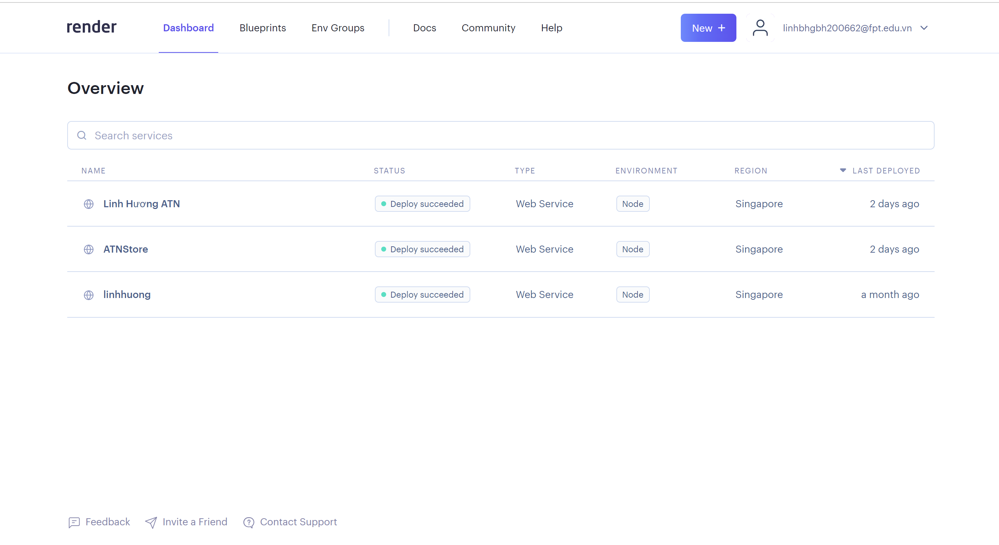 render Dashboard Blueprints Env Groups Docs Community Help New + linhbhgbh200662@fpt.edu.vn
Overview
Search services
NAME STATUS TYPE ENVIRONMENT REGION LAST DEPLOYED
Linh Hương ATN Deploy succeeded Web Service Node Singapore 2 days ago
ATNStore Deploy succeeded Web Service Node Singapore 2 days ago
linhhuong Deploy succeeded Web Service Node Singapore a month ago
Feedback Invite a Friend Contact Support